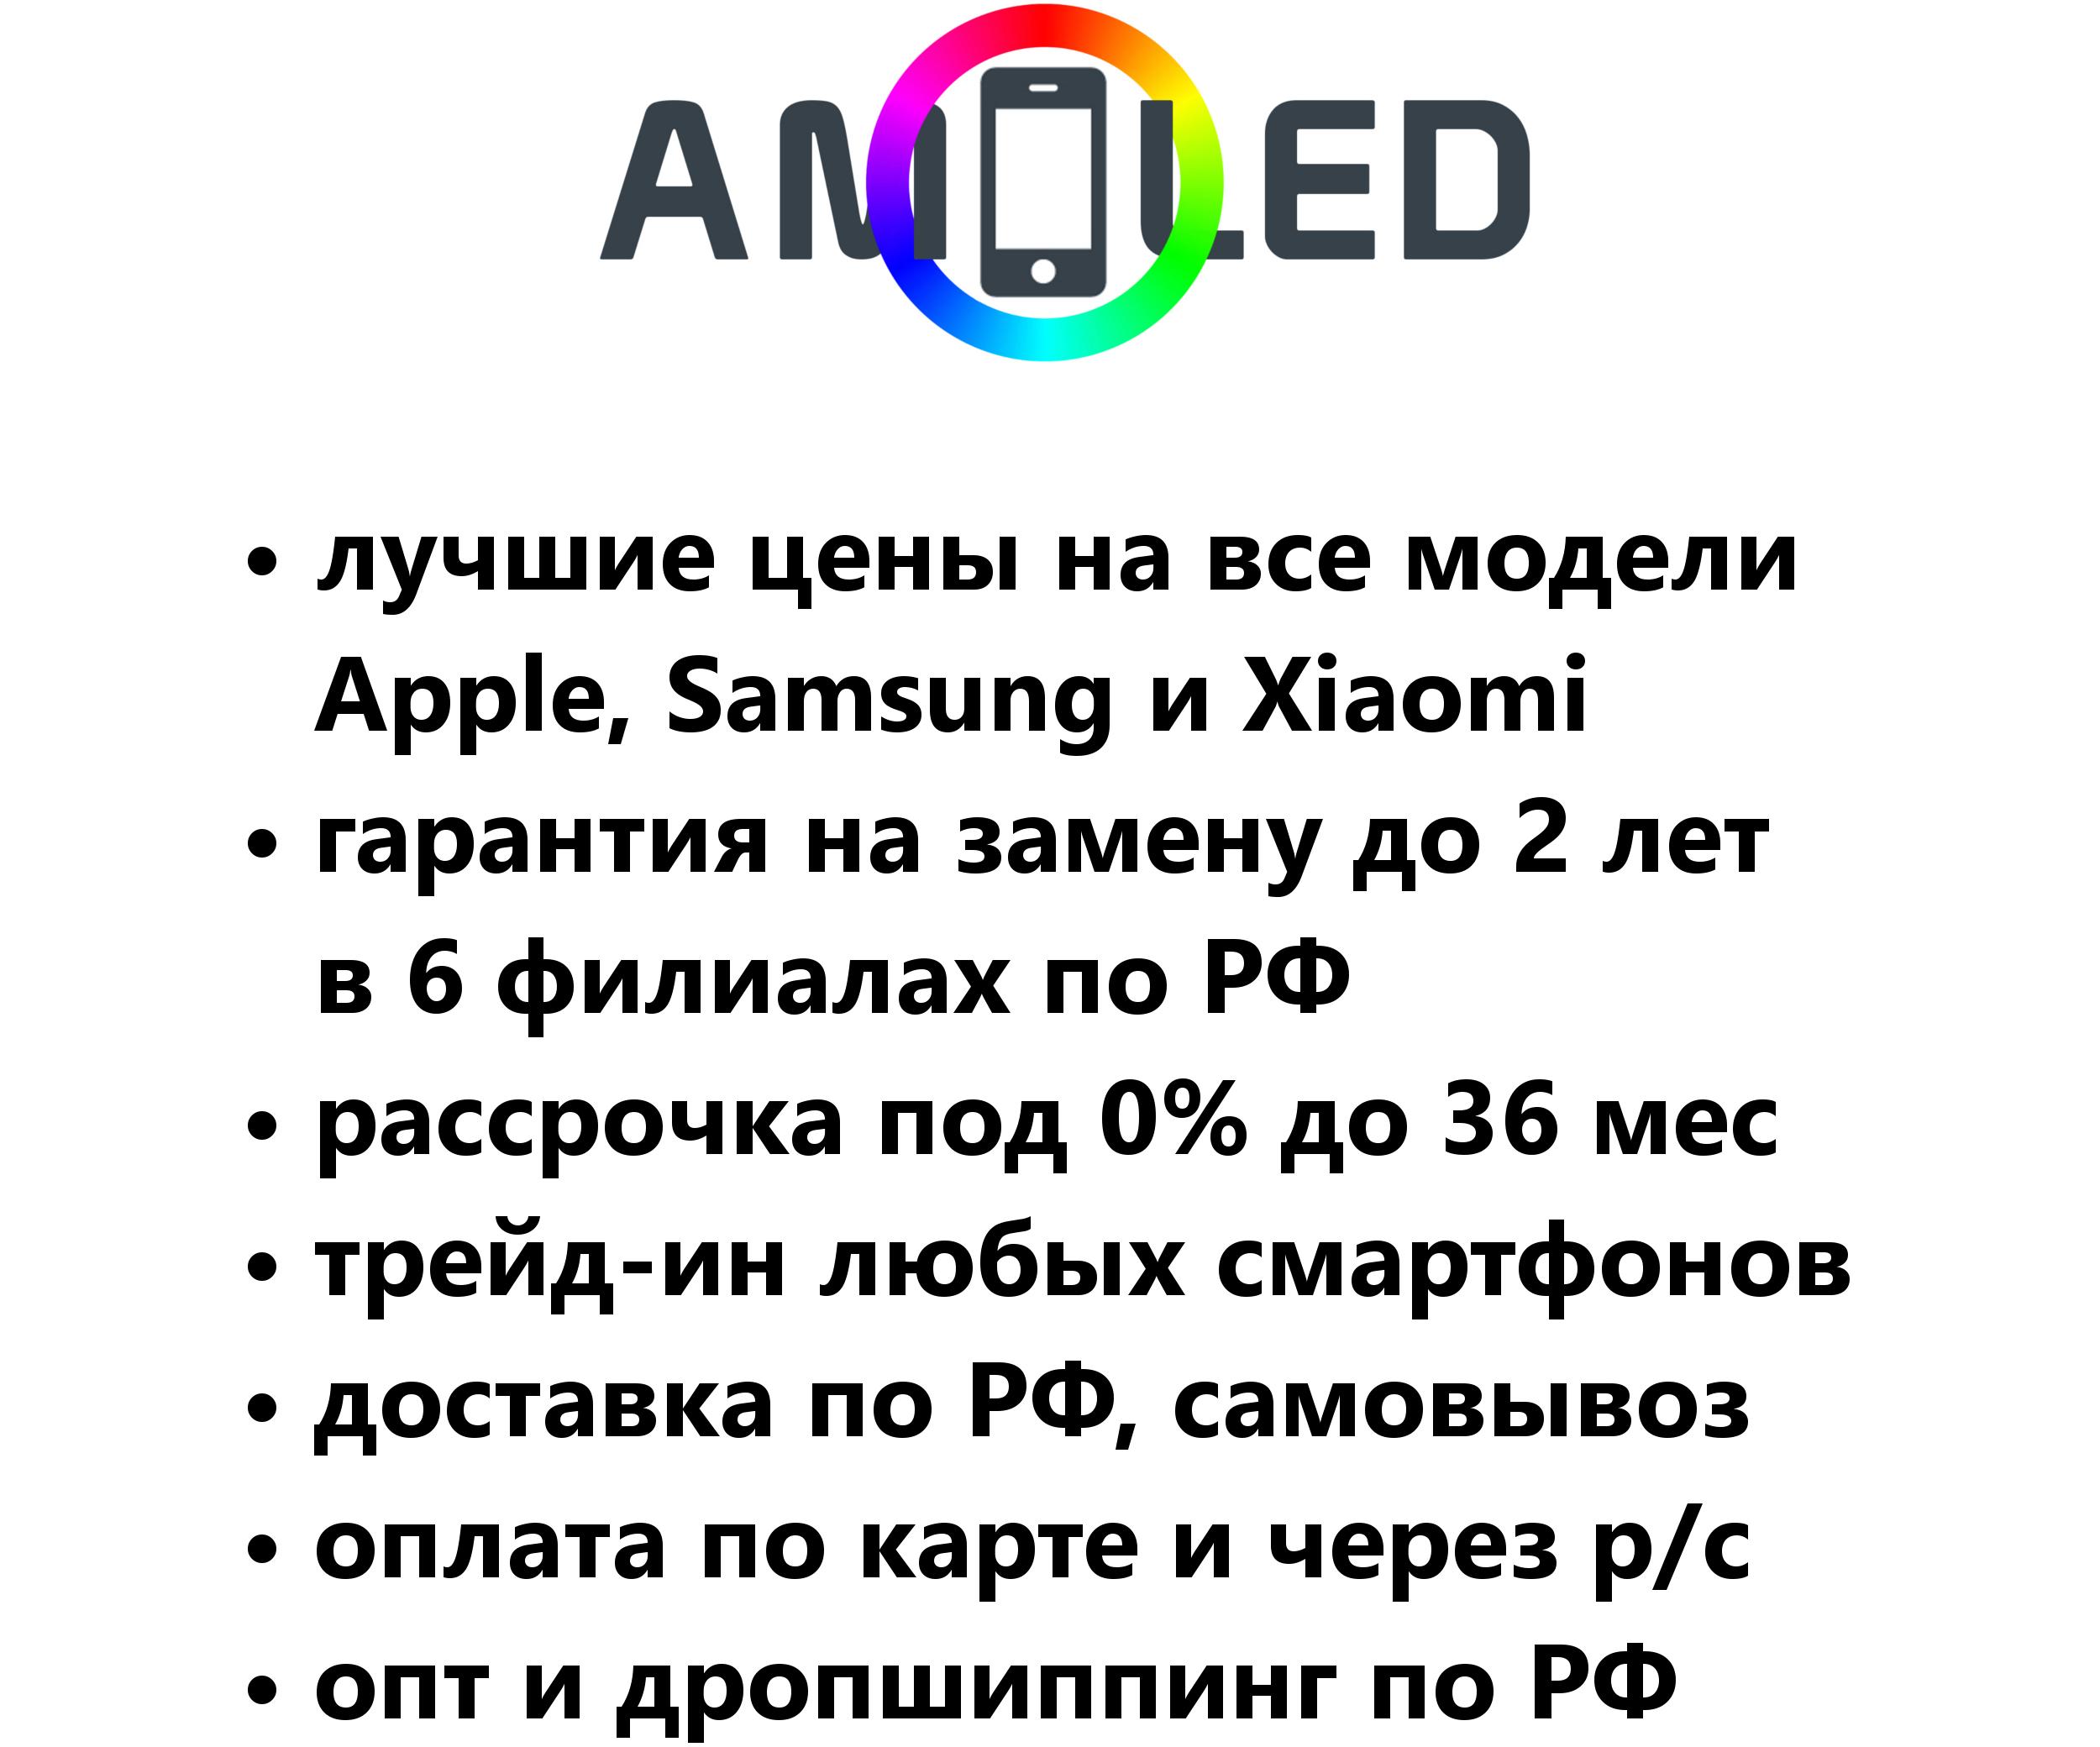 AMOLED
• лучшие цены на все модели
Apple, Samsung и Xiaomi
• гарантия на замену до 2 лет
в 6 филиалах по РФ
• рассрочка под 0% до 36 мес
• трейд-ин любых смартфонов
• доставка по РФ, самовывоз
• оплата по карте и через р/с
• опт и дропшиппинг по РФ